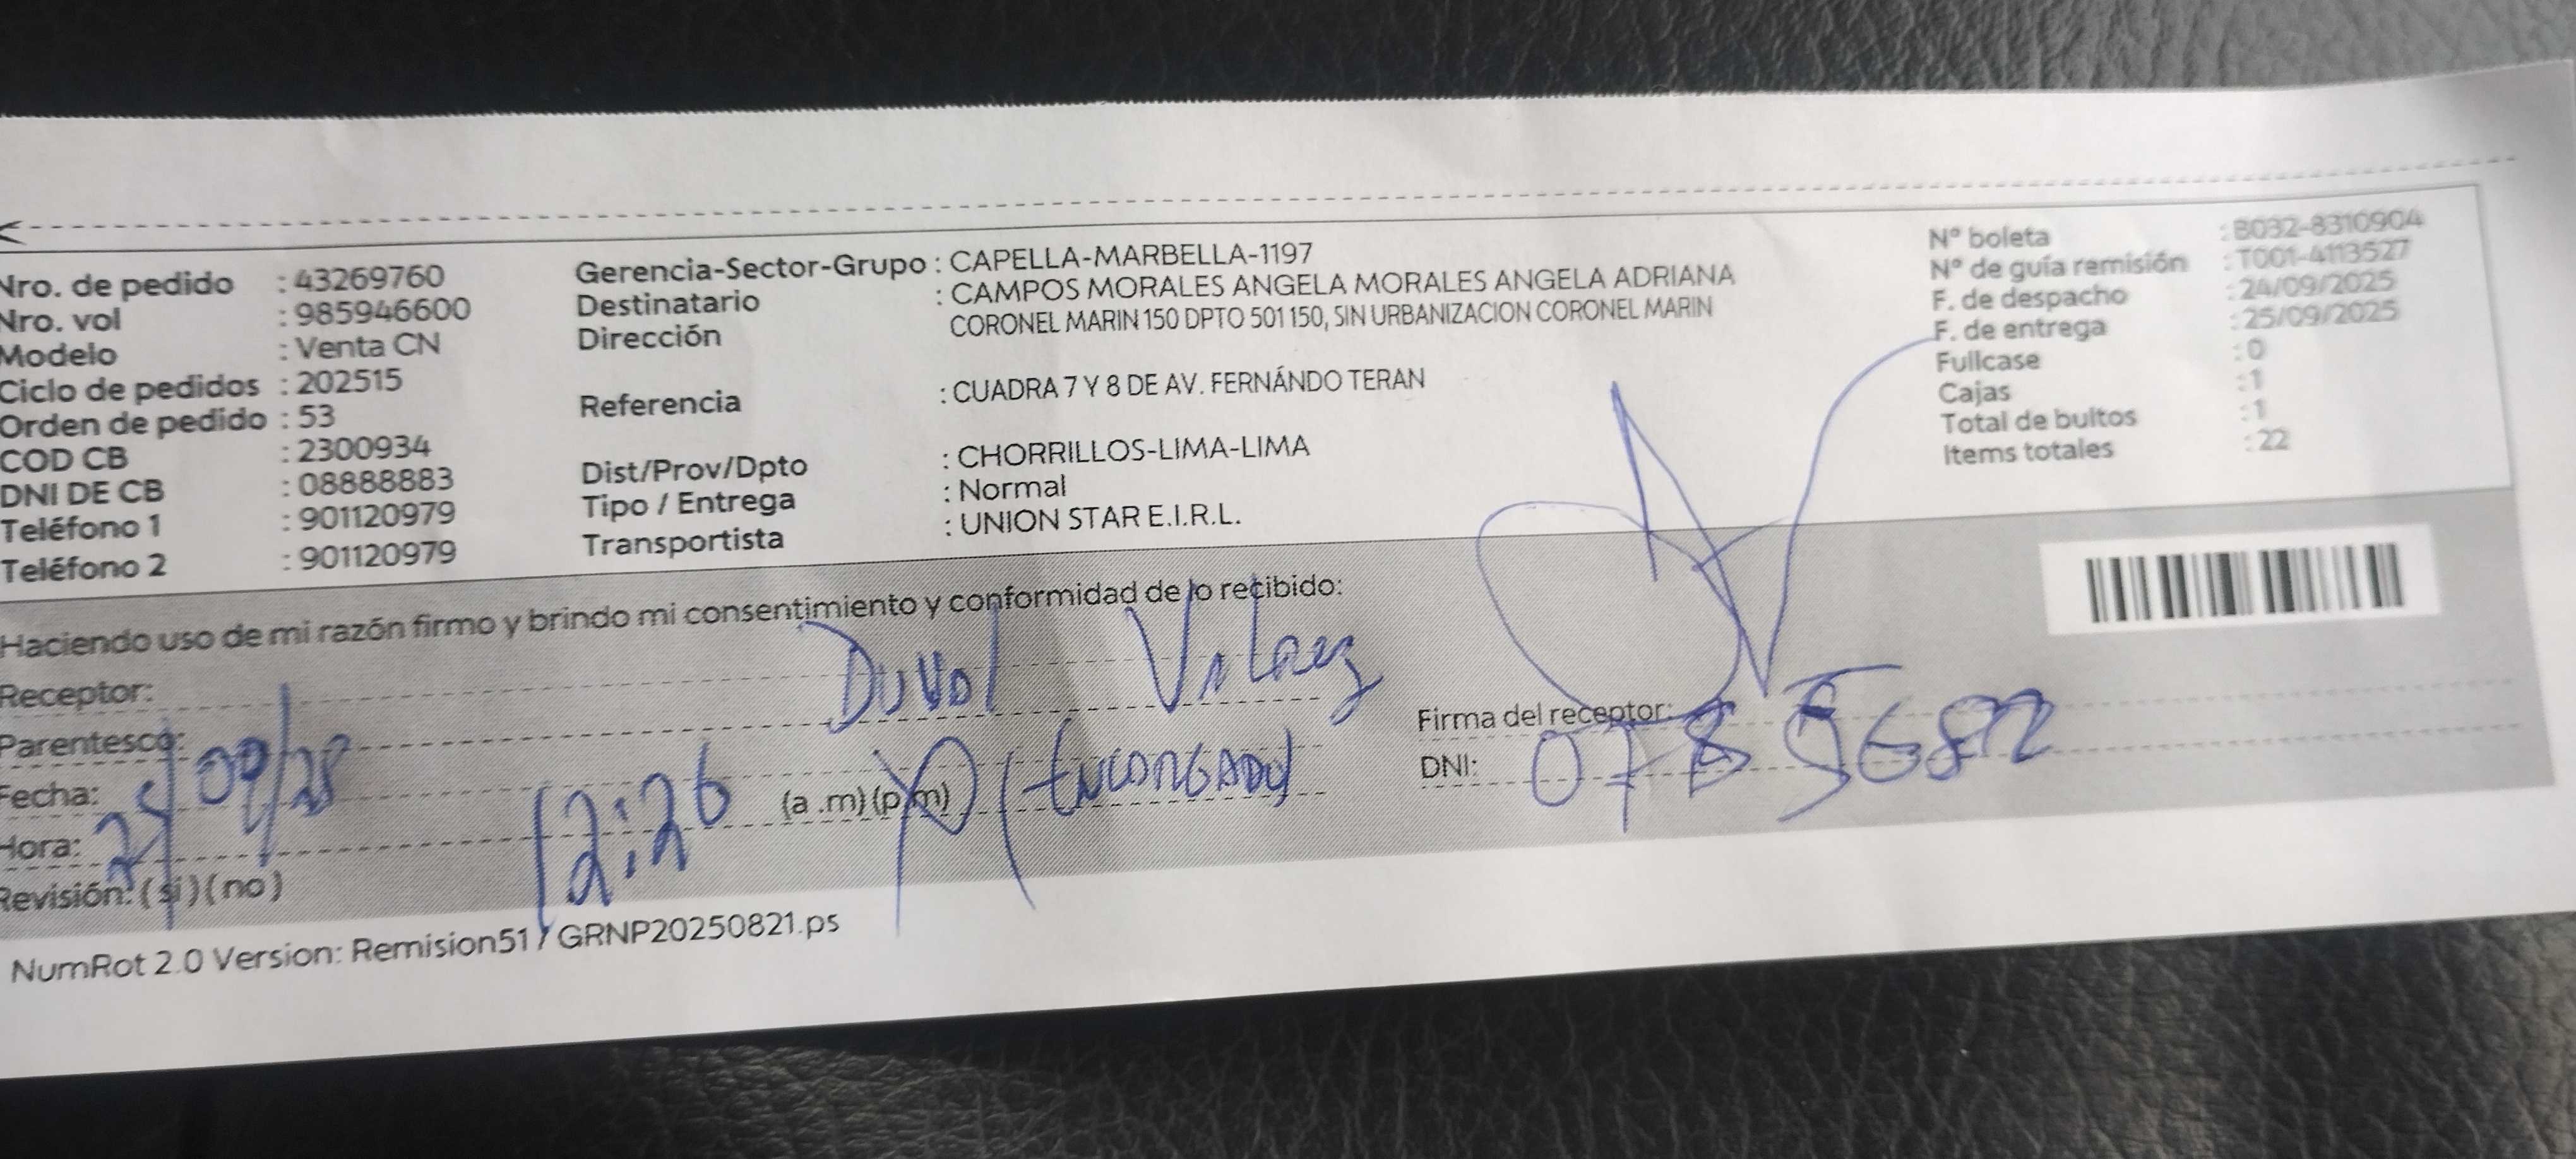 Nro. de pedido : 43269760
Nro. vol : 985946600
Modelo : Venta CN
Ciclo de pedidos : 202515
Orden de pedido : 53
COD CB : 2300934
DNI DE CB : 08888883
Teléfono 1 : 901120979
Teléfono 2 : 901120979
Gerencia-Sector-Grupo : CAPELLA-MARBELLA-1197
Destinatario : CAMPOS MORALES ANGELA MORALES ANGELA ADRIANA
Dirección CORONEL MARIN 150 DPTO 501 150, SIN URBANIZACION CORONEL MARIN
Referencia : CUADRA 7 Y 8 DE AV. FERNÁNDO TERAN
Dist/Prov/Dpto : CHORRILLOS-LIMA-LIMA
Tipo / Entrega : Normal
Transportista : UNION STAR E.I.R.L.
Nº boleta : B032-8310904
Nº de guía remisión : T001-4113527
F. de despacho : 24/09/2025
F. de entrega : 25/09/2025
Fullcase : 0
Cajas : 1
Total de bultos : 1
Items totales : 22
Haciendo uso de mi razón firmo y brindo mi consentimiento y conformidad de lo recibido:
Receptor: Duval
Parentesco: (Encargado)
Fecha:
Hora: 12:26 (a .m) (p.m)
Revisión: (si) (no)
Firma del receptor:
DNI:
NumRot 2.0 Version: Remision51 / GRNP20250821.ps